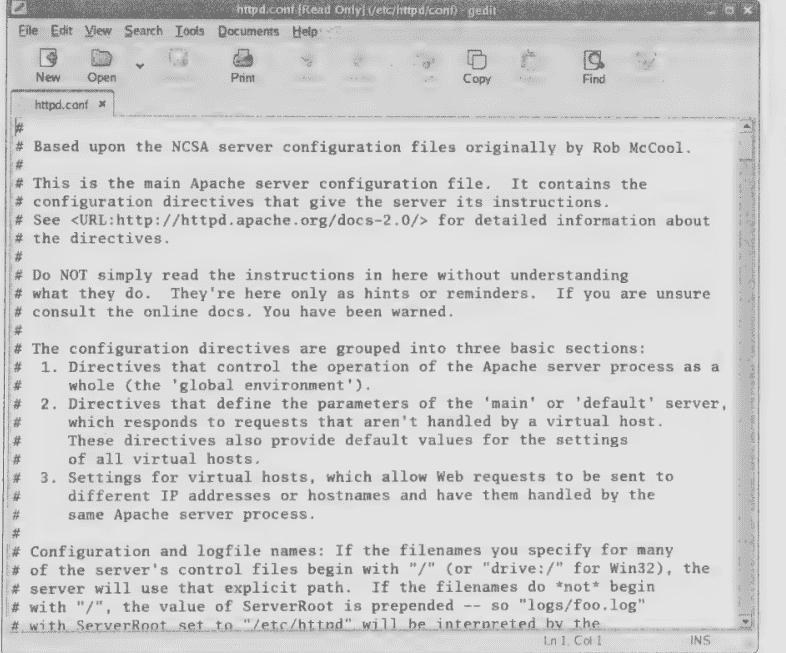 httpd.conf [Read Only] (/etc/httpd/conf) - gedit
File Edit View Search Tools Documents Help
New Open Print Copy Find
httpd.conf ×
#
# Based upon the NCSA server configuration files originally by Rob McCool.
#
# This is the main Apache server configuration file.  It contains the
# configuration directives that give the server its instructions.
# See <URL:http://httpd.apache.org/docs-2.0/> for detailed information about
# the directives.
#
# Do NOT simply read the instructions in here without understanding
# what they do.  They're here only as hints or reminders.  If you are unsure
# consult the online docs. You have been warned.
#
# The configuration directives are grouped into three basic sections:
#  1. Directives that control the operation of the Apache server process as a
#     whole (the 'global environment').
#  2. Directives that define the parameters of the 'main' or 'default' server,
#     which responds to requests that aren't handled by a virtual host.
#     These directives also provide default values for the settings
#     of all virtual hosts.
#  3. Settings for virtual hosts, which allow Web requests to be sent to
#     different IP addresses or hostnames and have them handled by the
#     same Apache server process.
#
# Configuration and logfile names: If the filenames you specify for many
# of the server's control files begin with "/" (or "drive:/" for Win32), the
# server will use that explicit path.  If the filenames do *not* begin
# with "/", the value of ServerRoot is prepended -- so "logs/foo.log"
# with ServerRoot set to "/etc/httpd" will be interpreted by the
Ln 1, Col 1 INS